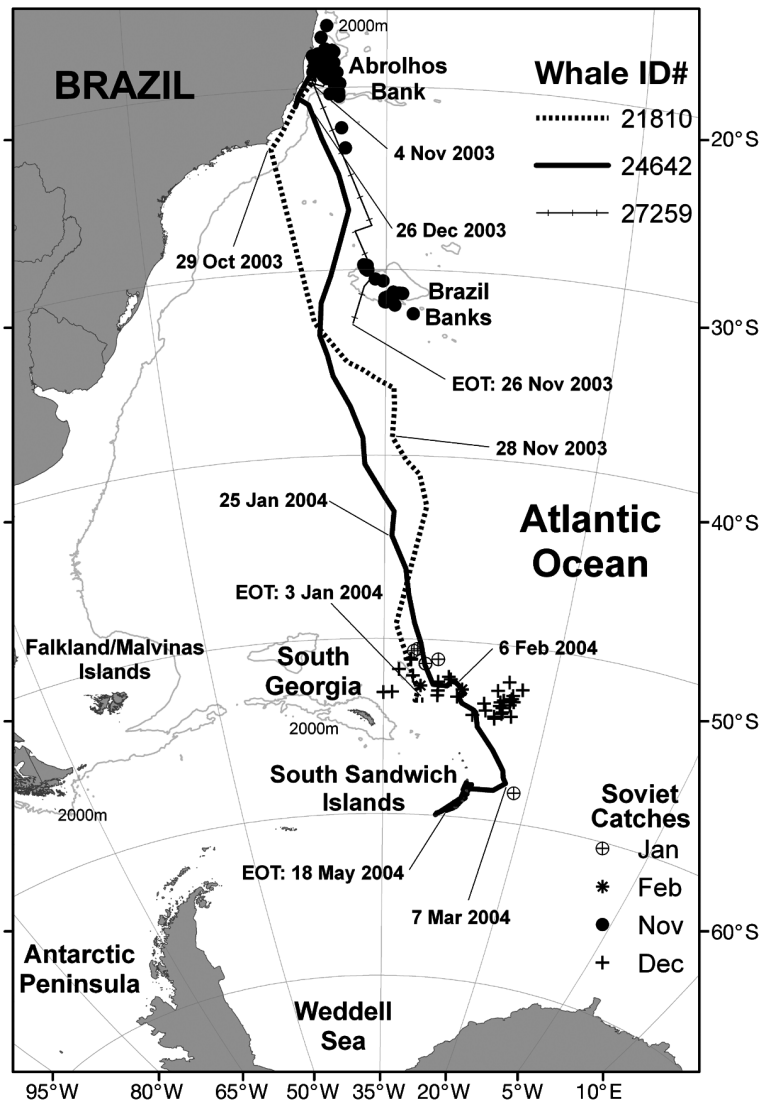 2000m
BRAZIL
Abrolhos
Bank
Whale ID#
21810
24642
27259
20°S
4 Nov 2003
26 Dec 2003
29 Oct 2003
Brazil
Banks
30°S
EOT: 26 Nov 2003
28 Nov 2003
25 Jan 2004
40°S
Atlantic
Ocean
EOT: 3 Jan 2004
Falkland/Malvinas
Islands
South
Georgia
6 Feb 2004
50°S
2000m
South Sandwich
Islands
2000m
Soviet
Catches
Jan
Feb
Nov
Dec
EOT: 18 May 2004
7 Mar 2004
60°S
Antarctic
Peninsula
Weddell
Sea
95°W 80°W 65°W 50°W 35°W 20°W 5°W 10°E